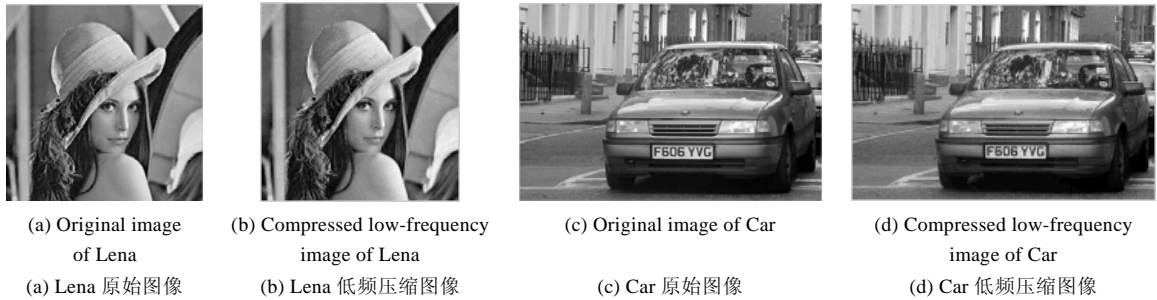 F606 YVG
F606 YVG
(a) Original image
of Lena
(b) Compressed low-frequency
image of Lena
(c) Original image of Car
(d) Compressed low-frequency
image of Car
(a) Lena 原始图像
(b) Lena 低频压缩图像
(c) Car 原始图像
(d) Car 低频压缩图像